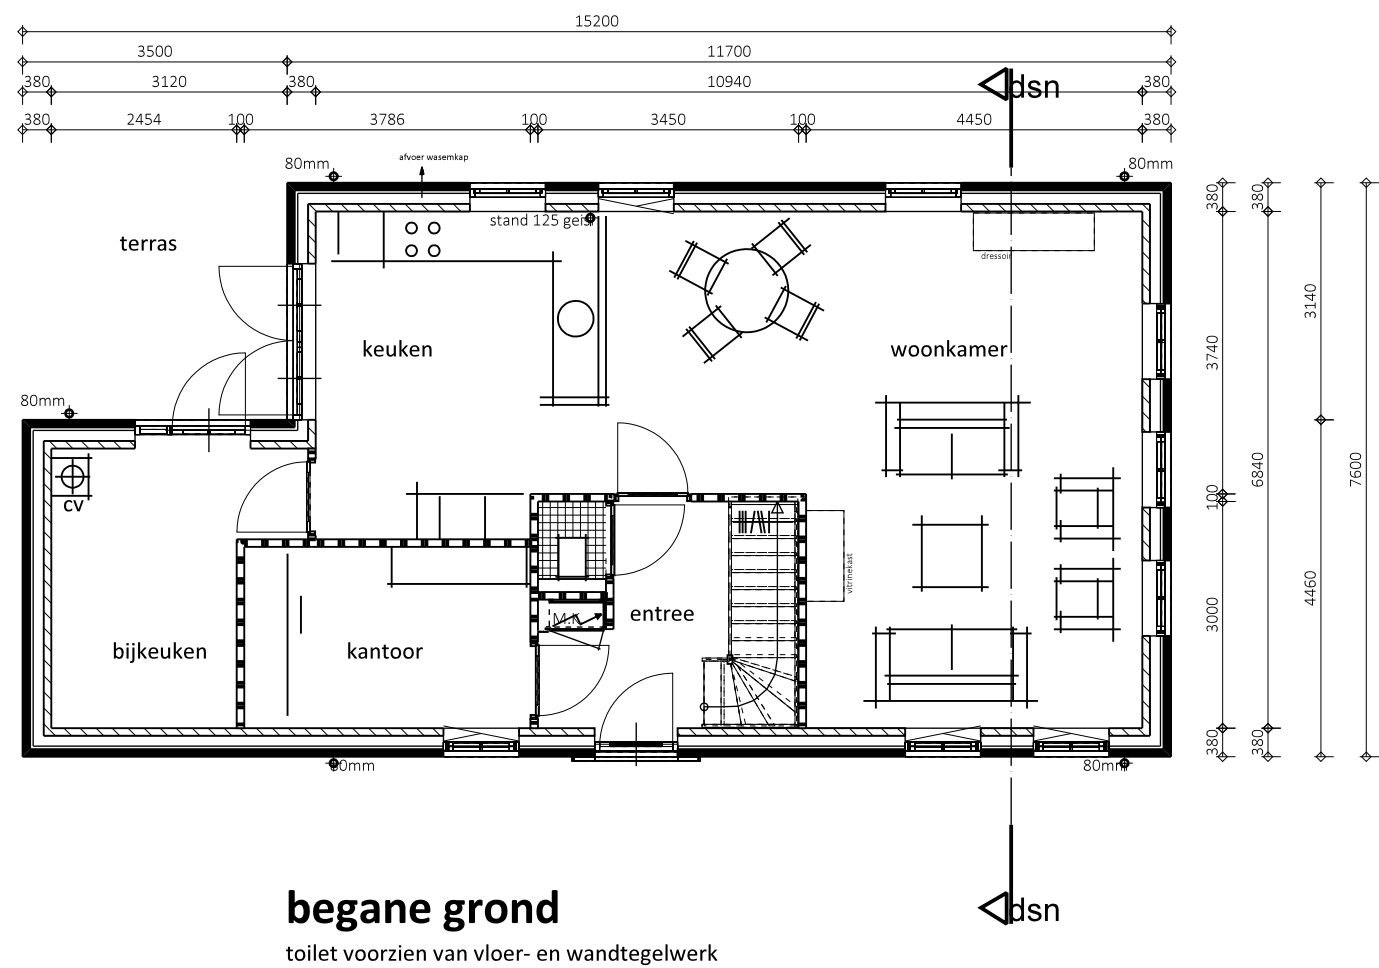 15200
3500 11700
380 3120 380 10940 380
380 2454 100 3786 100 3450 100 4450 380
dsn
afvoer wasemkap
80mm 80mm
stand 125 geïs
terras
dressoir
380 380
3140
keuken woonkamer
3740
80mm
6840 7600
cv
100
vitrinekast
4460
M.K
entree
3000
bijkeuken kantoor
380 380
80mm 80mm
begane grond
dsn
toilet voorzien van vloer- en wandtegelwerk